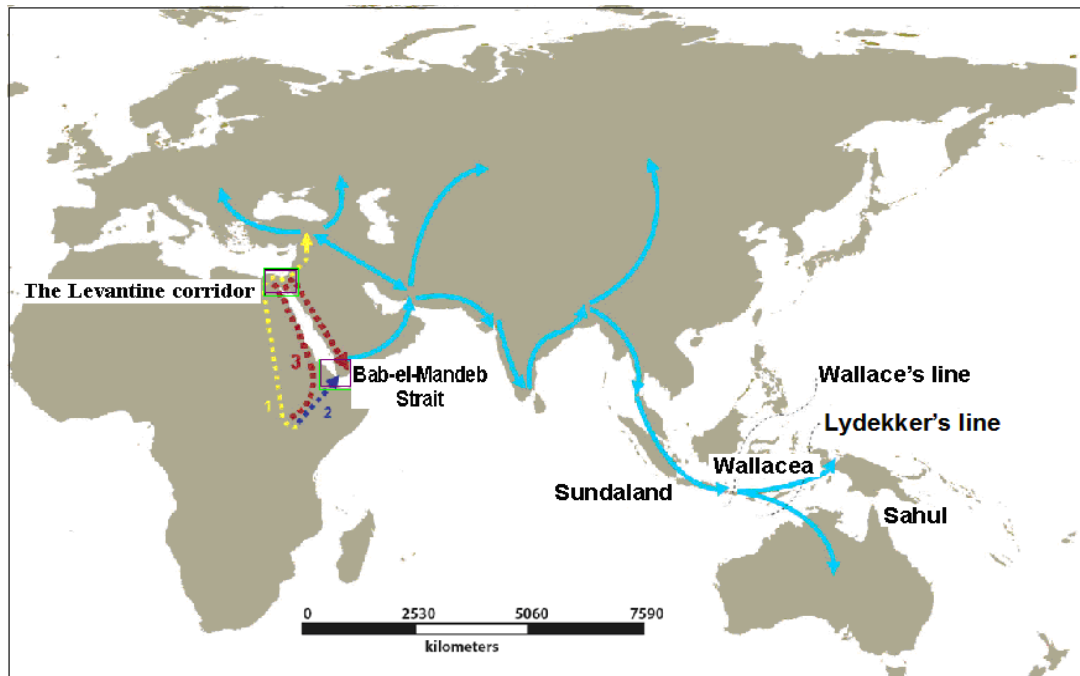 The Levantine corridor
3
1
2
Bab-el-Mandeb
Strait
Wallace's line
Lydekker's line
Wallacea
Sundaland
Sahul
0 2530 5060 7590
kilometers